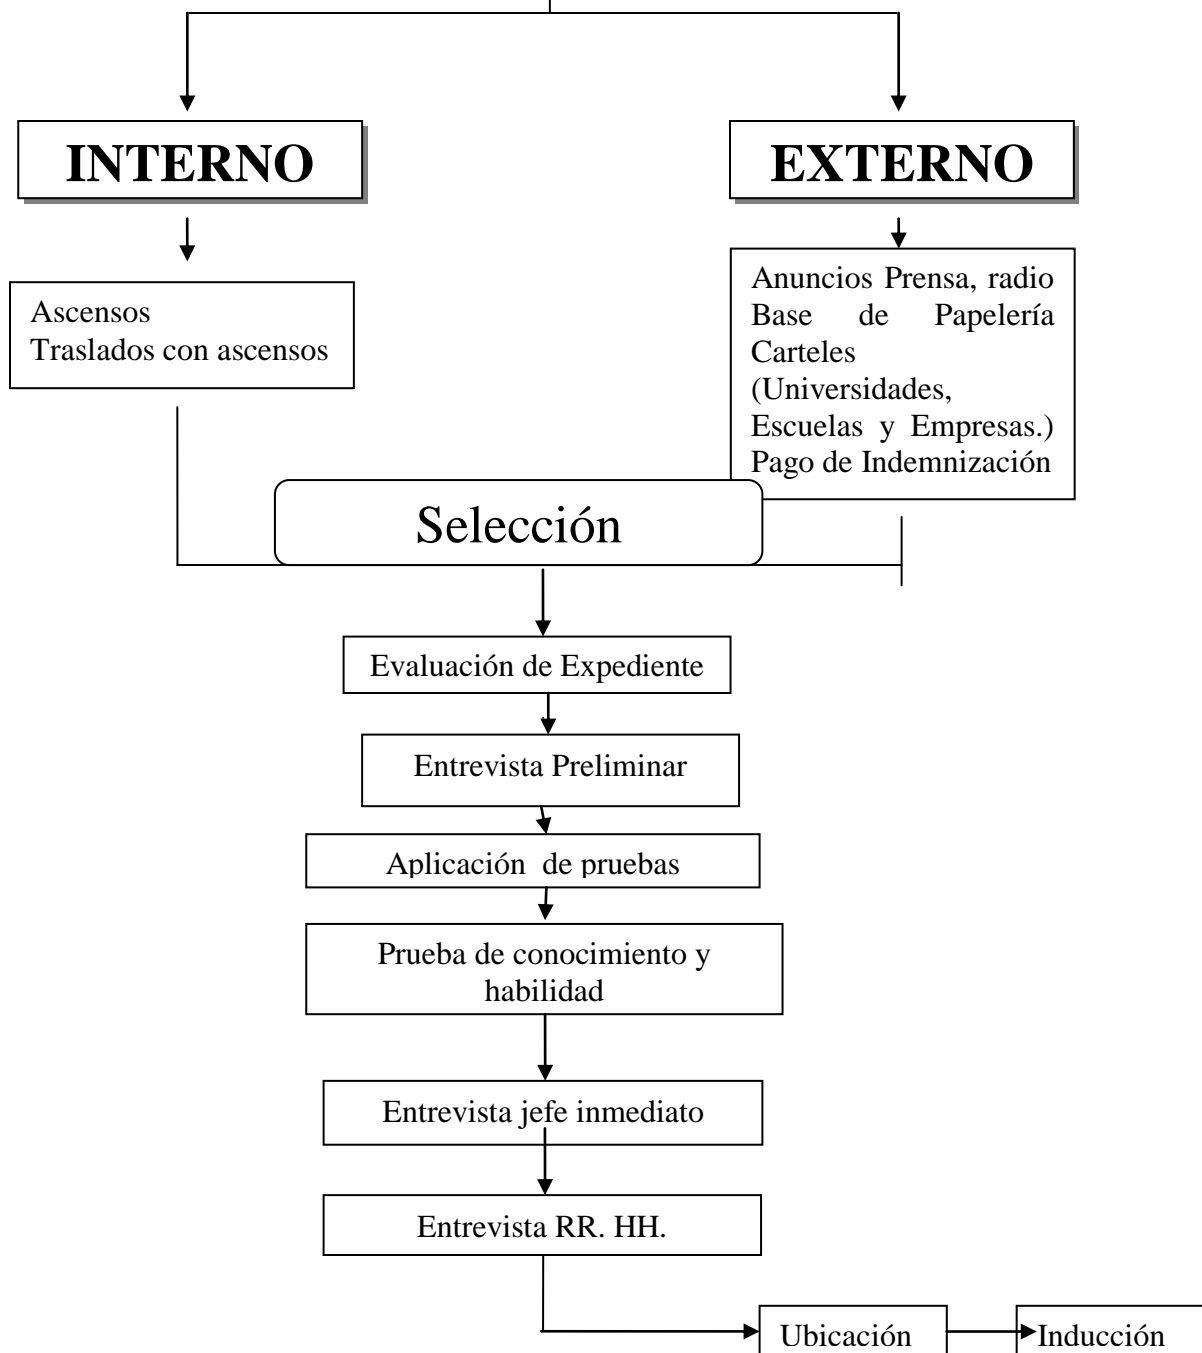 INTERNO
EXTERNO
Ascensos
Traslados con ascensos
Anuncios Prensa, radio
Base de Papelería
Carteles
(Universidades,
Escuelas y Empresas.)
Pago de Indemnización
Selección
Evaluación de Expediente
Entrevista Preliminar
Aplicación de pruebas
Prueba de conocimiento y
habilidad
Entrevista jefe inmediato
Entrevista RR. HH.
Ubicación
Inducción